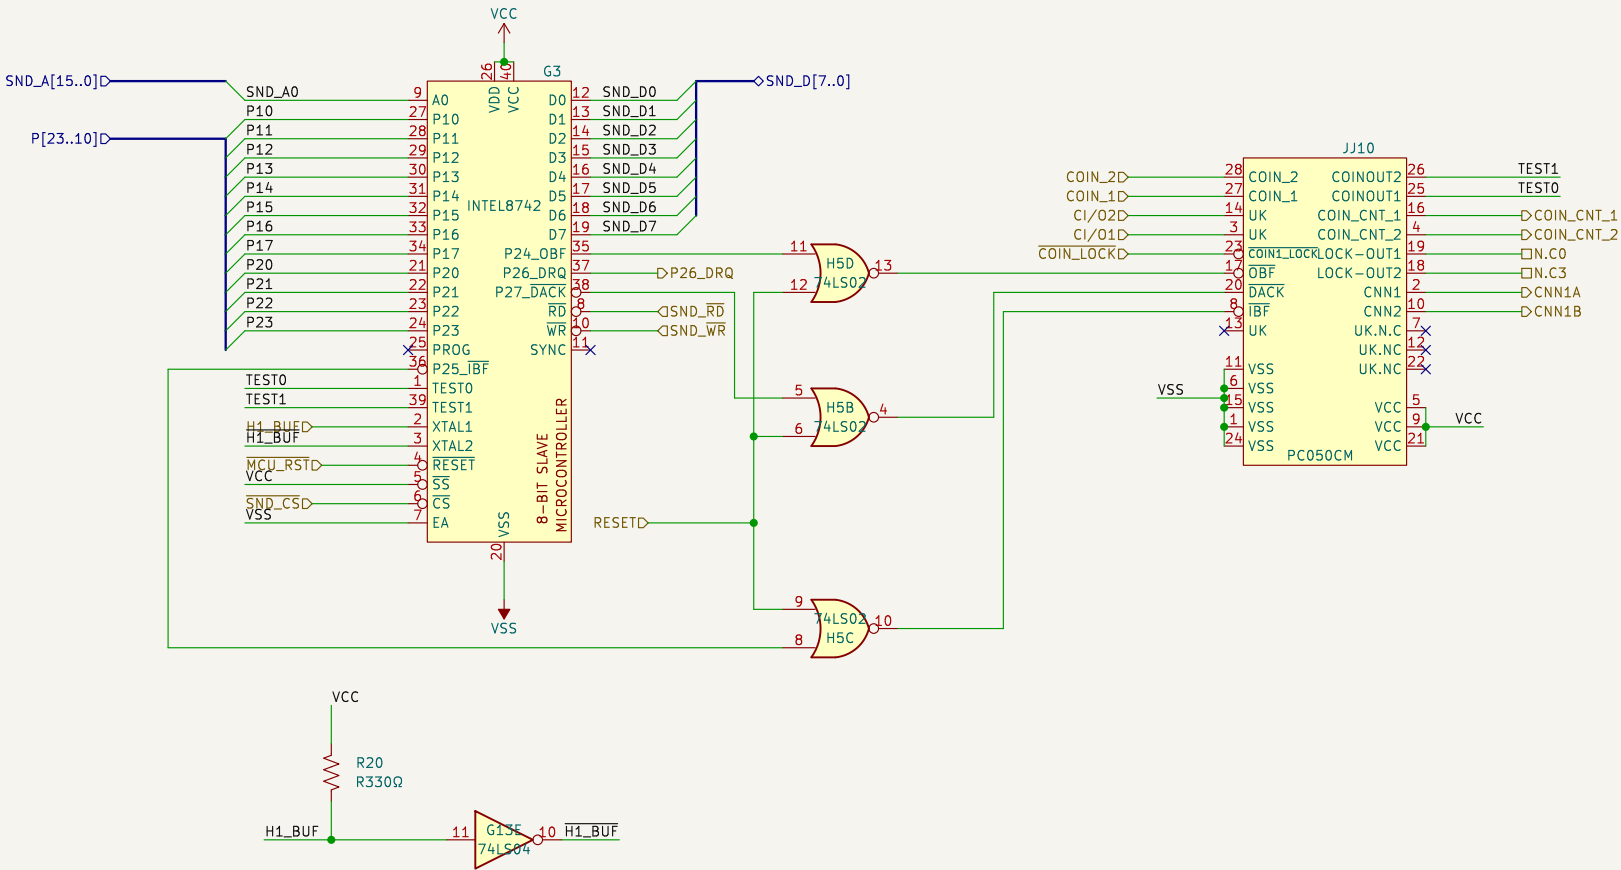 VCC
SND_A[15..0]
P[23..10]
SND_A0
P10
P11
P12
P13
P14
P15
P16
P17
P20
P21
P22
P23
TEST0
TEST1
H1_BUF
H1_BUF
MCU_RST
VCC
SND_CS
VSS
9
27
28
29
30
31
32
33
34
21
22
23
24
25
36
1
39
2
3
4
5
6
7
26
40
G3
VDD
VCC
A0
P10
P11
P12
P13
P14
P15
P16
P17
P20
P21
P22
P23
PROG
P25_IBF
TEST0
TEST1
XTAL1
XTAL2
RESET
SS
CS
EA
INTEL8742
8-BIT SLAVE
MICROCONTROLLER
VSS
20
VSS
D0
D1
D2
D3
D4
D5
D6
D7
P24_OBF
P26_DRQ
P27_DACK
RD
WR
SYNC
12
13
14
15
16
17
18
19
35
37
38
8
10
11
SND_D0
SND_D1
SND_D2
SND_D3
SND_D4
SND_D5
SND_D6
SND_D7
SND_D[7..0]
P26_DRQ
SND_RD
SND_WR
RESET
11
12
H5D
74LS02
13
5
6
H5B
74LS02
4
9
8
74LS02
H5C
10
COIN_2
COIN_1
CI/O2
CI/O1
COIN_LOCK
28
27
14
3
23
17
20
8
13
11
6
15
1
24
VSS
JJ10
COIN_2
COIN_1
UK
UK
COIN1_LOCK
OBF
DACK
IBF
UK
VSS
VSS
VSS
VSS
VSS
COINOUT2
COINOUT1
COIN_CNT_1
COIN_CNT_2
LOCK-OUT1
LOCK-OUT2
CNN1
CNN2
UK.N.C
UK.NC
UK.NC
VCC
VCC
VCC
PC050CM
26
25
16
4
19
18
2
10
7
12
22
5
9
21
TEST1
TEST0
COIN_CNT_1
COIN_CNT_2
N.C0
N.C3
CNN1A
CNN1B
VCC
VCC
R20
R330Ω
H1_BUF
11
G13E
74LS04
10
H1_BUF